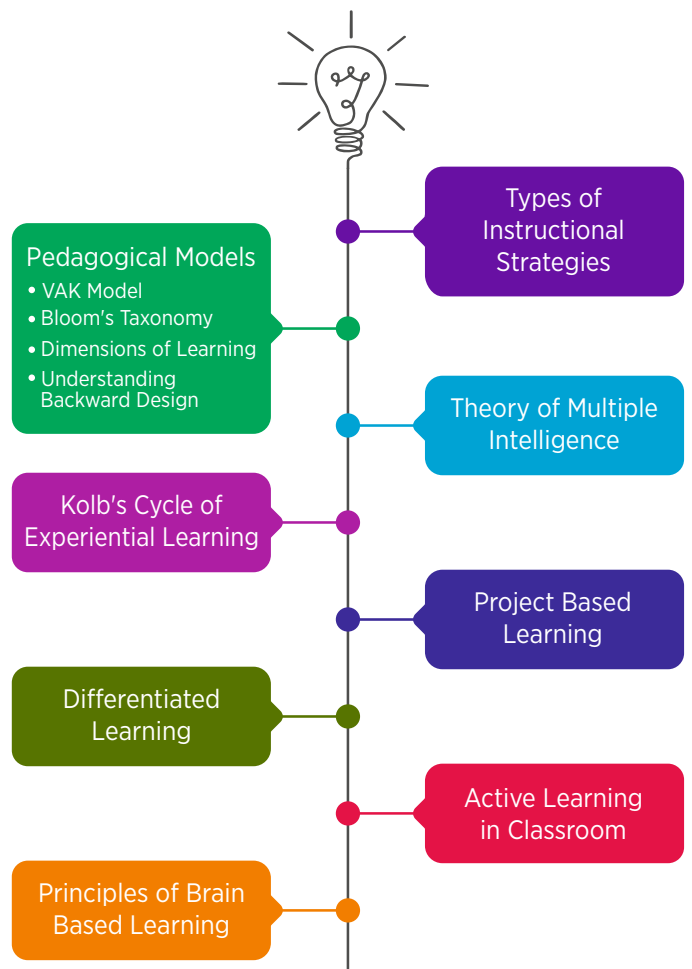 Types of
Instructional
Strategies
Pedagogical Models
• VAK Model
• Bloom's Taxonomy
• Dimensions of Learning
• Understanding
Backward Design
Theory of Multiple
Intelligence
Kolb's Cycle of
Experiential Learning
Project Based
Learning
Differentiated
Learning
Active Learning
in Classroom
Principles of Brain
Based Learning